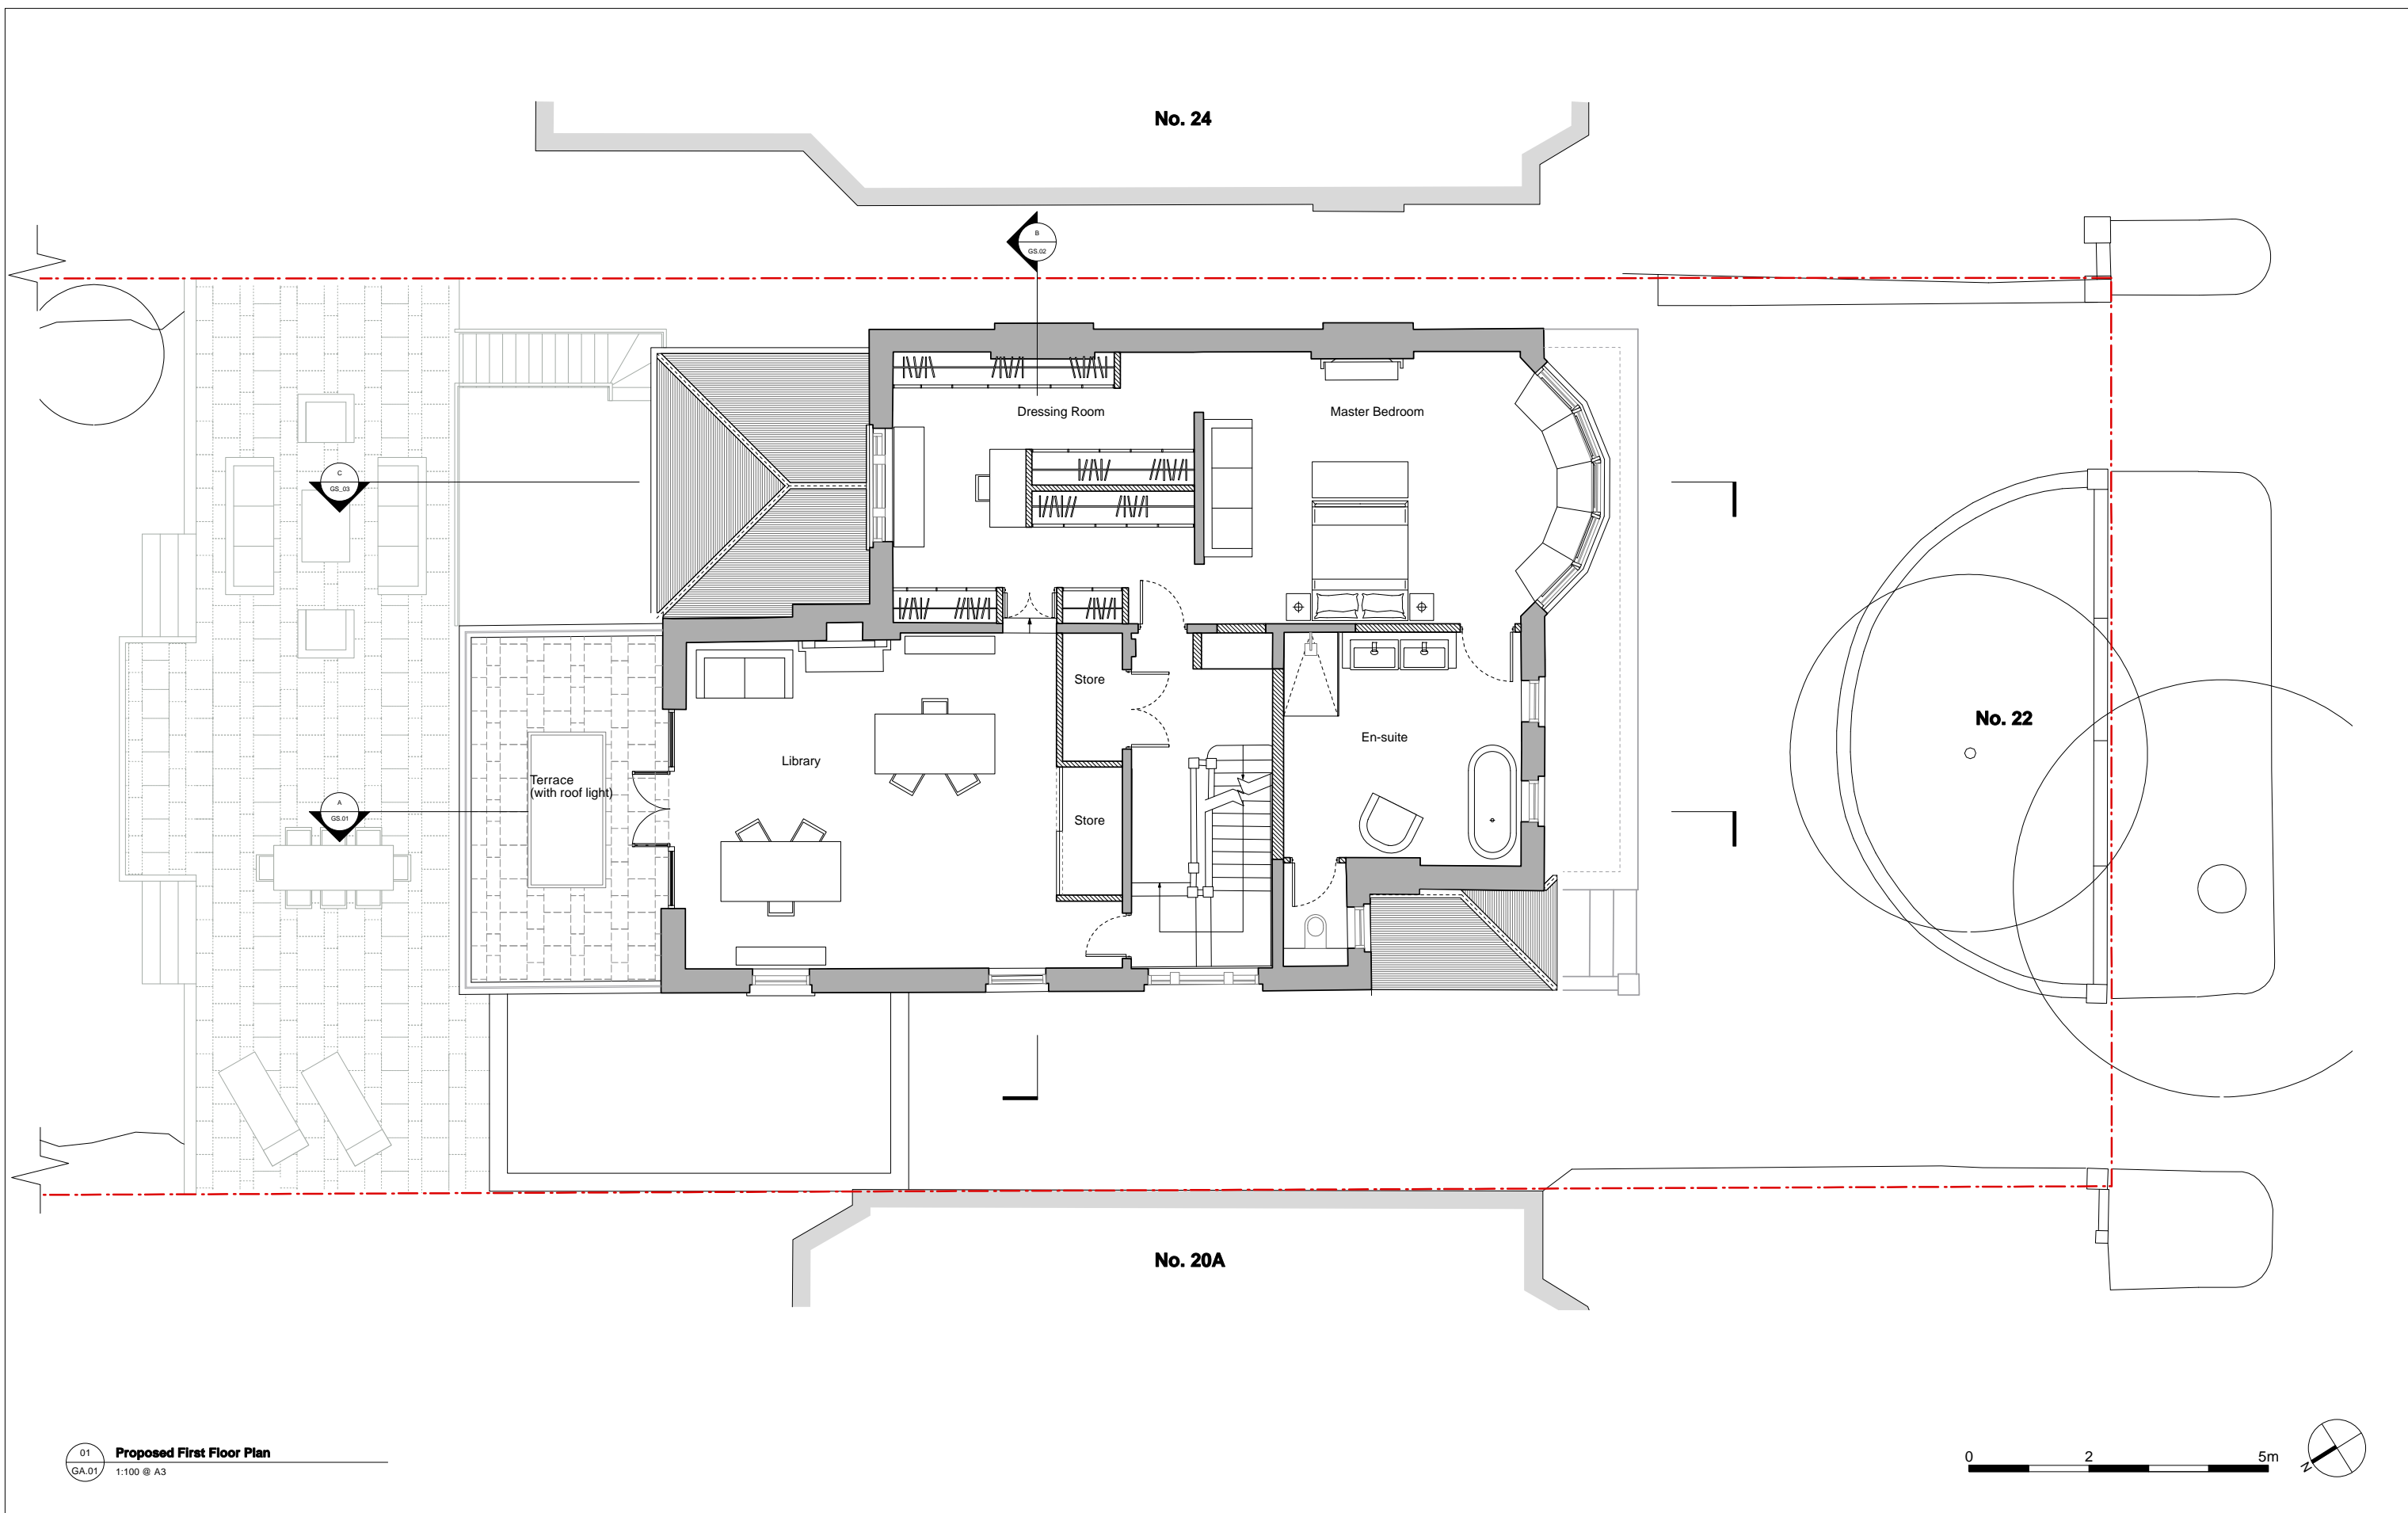 No. 24
B
GS.02
Dressing Room
Master Bedroom
C
GS_03
Store
No. 22
En-suite
Library
Terrace
(with roof light)
A
GS.01
Store
No. 20A
01
GA.01
Proposed First Floor Plan
1:100 @ A3
0
2
5m
N